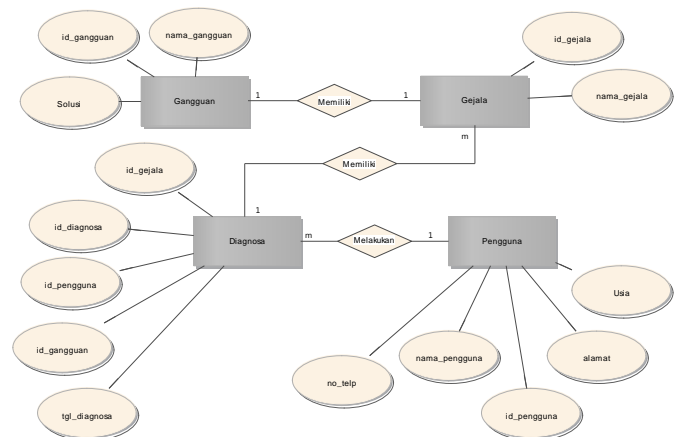 id_gangguan
nama_gangguan
id_gejala
Solusi
Gangguan
1
Memiliki
1
Gejala
nama_gejala
m
id_gejala
Memiliki
1
id_diagnosa
Diagnosa
m
Melakukan
1
Pengguna
id_pengguna
Usia
id_gangguan
nama_pengguna
alamat
no_telp
tgl_diagnosa
id_pengguna